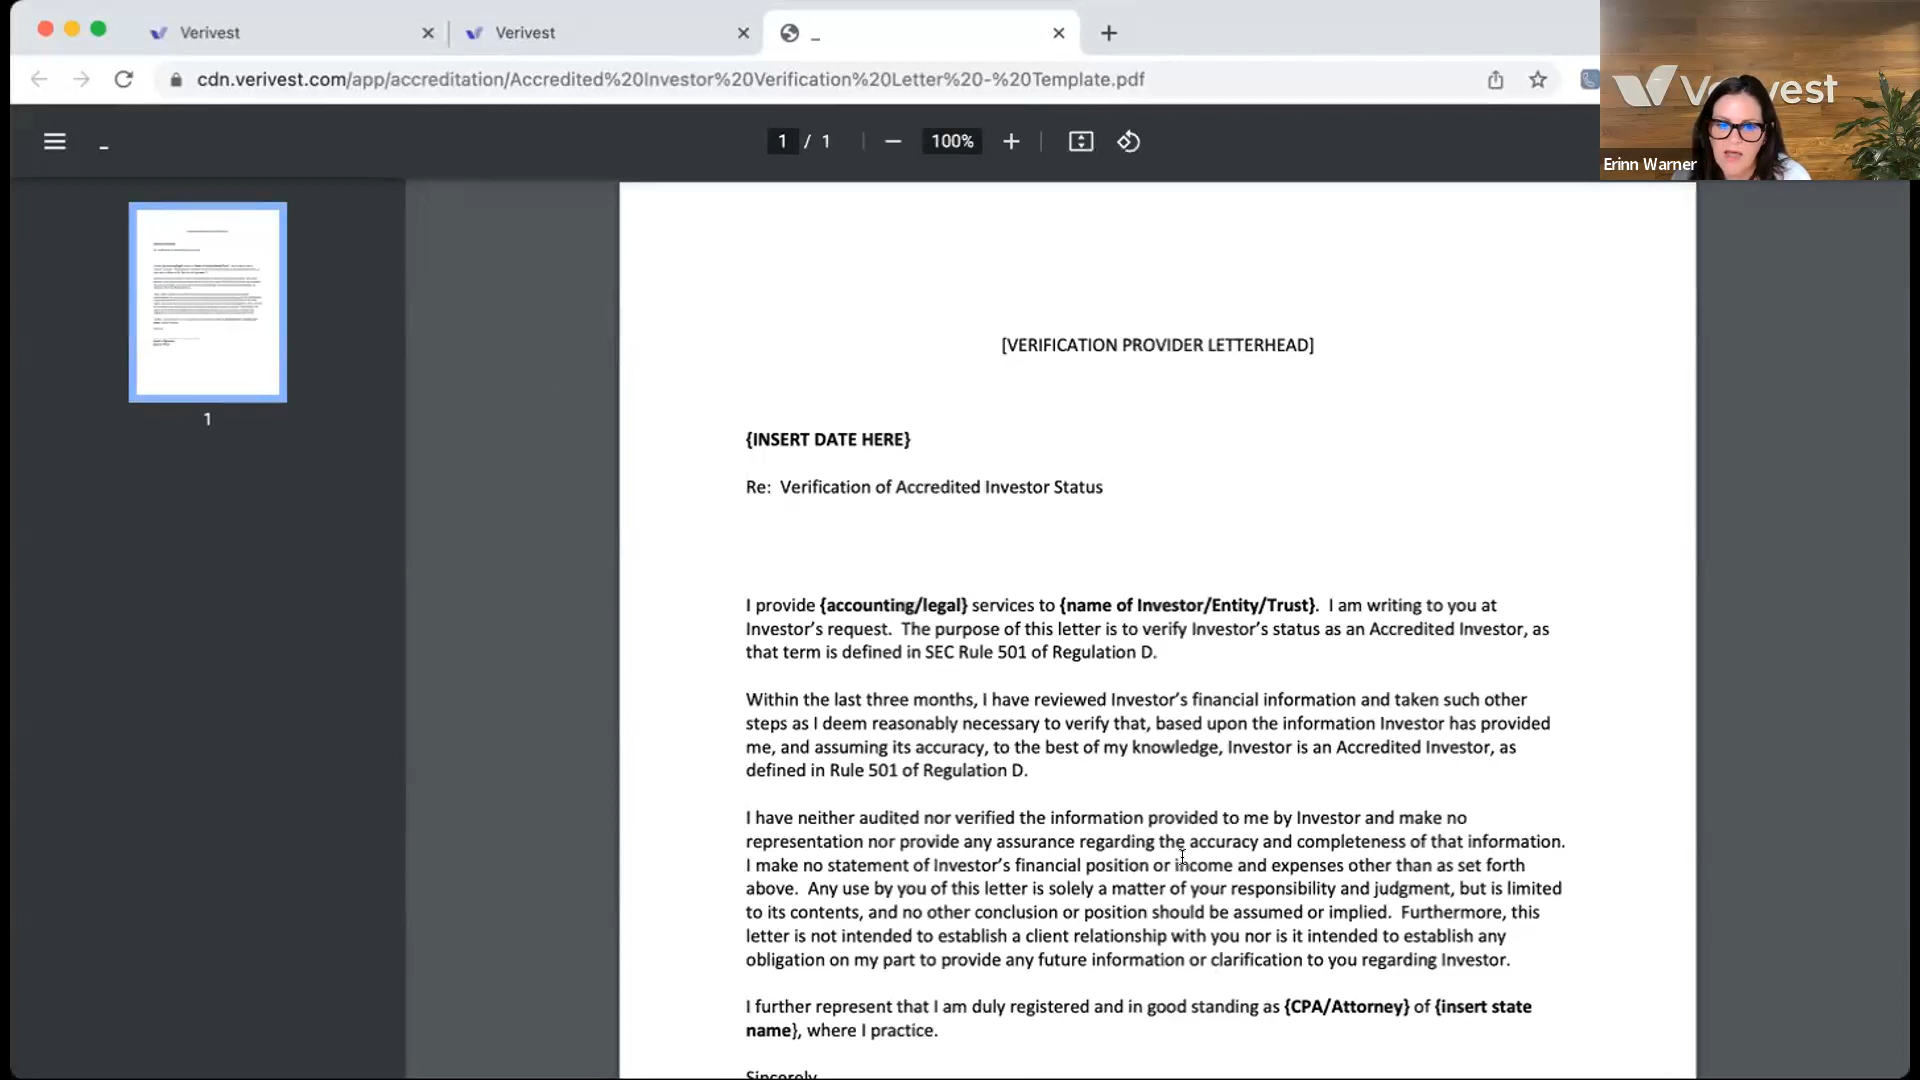 Verivest
Verivest
_
cdn.verivest.com/app/accreditation/Accredited%20Investor%20Verification%20Letter%20-%20Template.pdf
Verivest
Erinn Warner
_
1 / 1
100%
1
[VERIFICATION PROVIDER LETTERHEAD]
{INSERT DATE HERE}
Re: Verification of Accredited Investor Status
I provide {accounting/legal} services to {name of Investor/Entity/Trust}. I am writing to you at
Investor’s request. The purpose of this letter is to verify Investor’s status as an Accredited Investor, as
that term is defined in SEC Rule 501 of Regulation D.
Within the last three months, I have reviewed Investor’s financial information and taken such other
steps as I deem reasonably necessary to verify that, based upon the information Investor has provided
me, and assuming its accuracy, to the best of my knowledge, Investor is an Accredited Investor, as
defined in Rule 501 of Regulation D.
I have neither audited nor verified the information provided to me by Investor and make no
representation nor provide any assurance regarding the accuracy and completeness of that information.
I make no statement of Investor’s financial position or income and expenses other than as set forth
above. Any use by you of this letter is solely a matter of your responsibility and judgment, but is limited
to its contents, and no other conclusion or position should be assumed or implied. Furthermore, this
letter is not intended to establish a client relationship with you nor is it intended to establish any
obligation on my part to provide any future information or clarification to you regarding Investor.
I further represent that I am duly registered and in good standing as {CPA/Attorney} of {insert state
name}, where I practice.
Sincerely